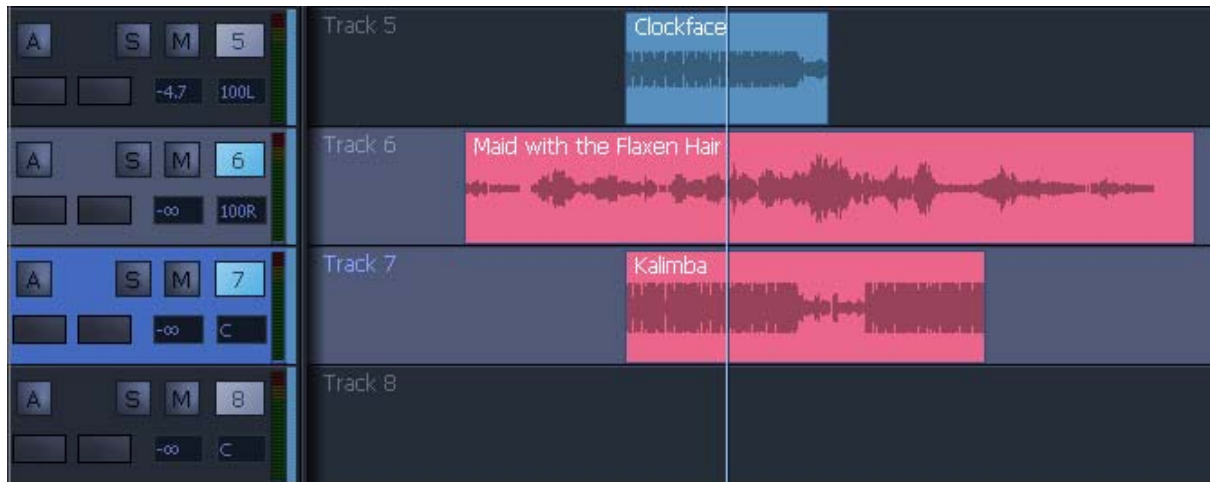 Track 5
Clockface
A S M 5
-4.7 100L
Track 6
Maid with the Flaxen Hair
A S M 6
-∞ 100R
Track 7
Kalimba
A S M 7
-∞ C
Track 8
A S M 8
-∞ C